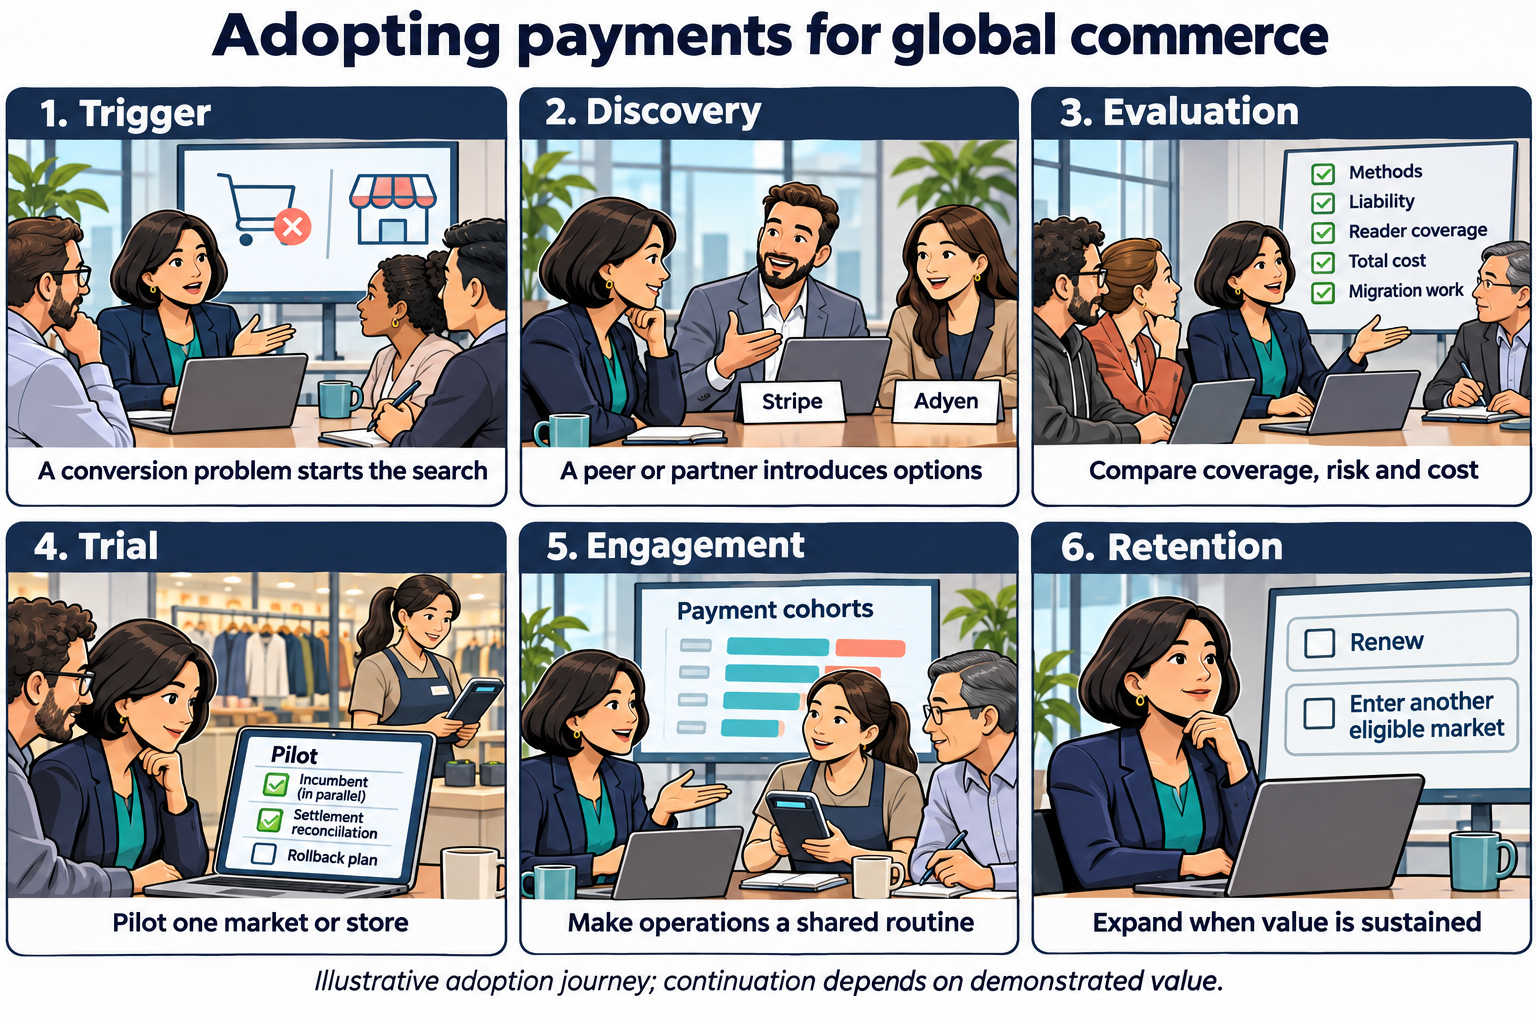 Adopting payments for global commerce
1. Trigger
A conversion problem starts the search
2. Discovery
Stripe
Adyen
A peer or partner introduces options
3. Evaluation
Methods
Liability
Reader coverage
Total cost
Migration work
Compare coverage, risk and cost
4. Trial
Pilot
Incumbent
(in parallel)
Settlement
reconciliation
Rollback plan
Pilot one market or store
5. Engagement
Payment cohorts
Make operations a shared routine
6. Retention
Renew
Enter another
eligible market
Expand when value is sustained
Illustrative adoption journey; continuation depends on demonstrated value.